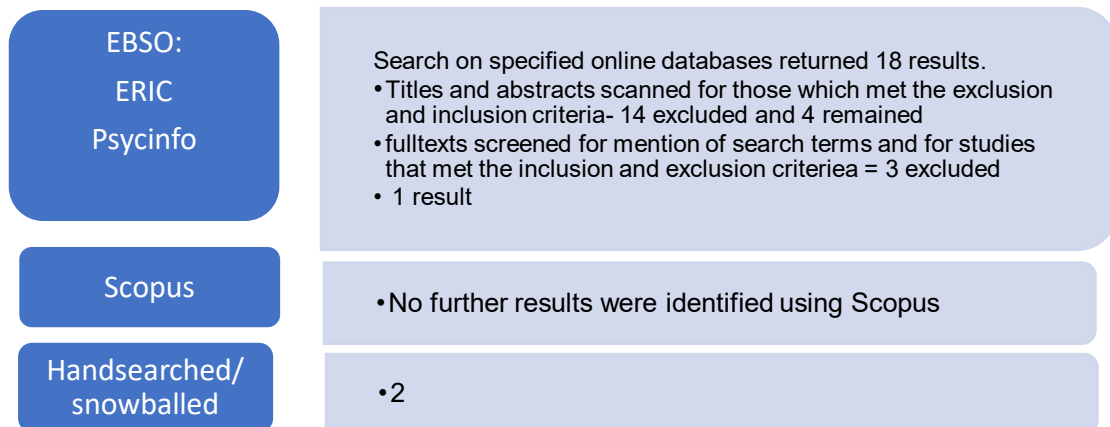 EBSO:
ERIC
Psycinfo
Search on specified online databases returned 18 results.
•Titles and abstracts scanned for those which met the exclusion
and inclusion criteria- 14 excluded and 4 remained
•fulltexts screened for mention of search terms and for studies
that met the inclusion and exclusion criteriea = 3 excluded
• 1 result
Scopus
•No further results were identified using Scopus
Handsearched/
snowballed
•2